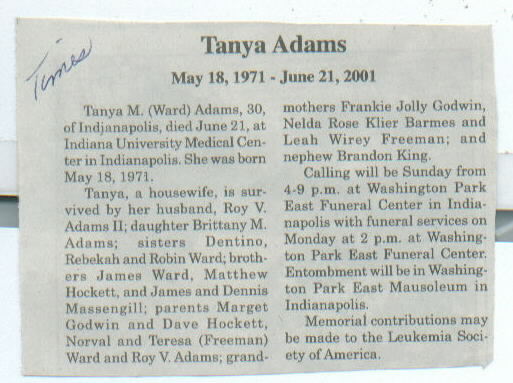 Times
Tanya Adams
May 18, 1971 - June 21, 2001
Tanya M. (Ward) Adams, 30,
of Indjanapolis, died June 21, at
Indiana University Medical Cen-
ter in Indianapolis. She was born
May 18, 1971.
Tanya, a housewife, is sur-
vived by her husband, Roy V.
Adams II; daughter Brittany M.
Adams; sisters Dentino,
Rebekah and Robin Ward; broth-
ers James Ward, Matthew
Hockett, and James and Dennis
Massengill; parents Marget
Godwin and Dave Hockett,
Norval and Teresa (Freeman)
Ward and Roy V. Adams; grand-
mothers Frankie Jolly Godwin,
Nelda Rose Klier Barmes and
Leah Wirey Freeman; and
nephew Brandon King.
Calling will be Sunday from
4-9 p.m. at Washington Park
East Funeral Center in India-
napolis with funeral services on
Monday at 2 p.m. at Washing-
ton Park East Funeral Center.
Entombment will be in Washing-
ton Park East Mausoleum in
Indianapolis.
Memorial contributions may
be made to the Leukemia Soci-
ety of America.